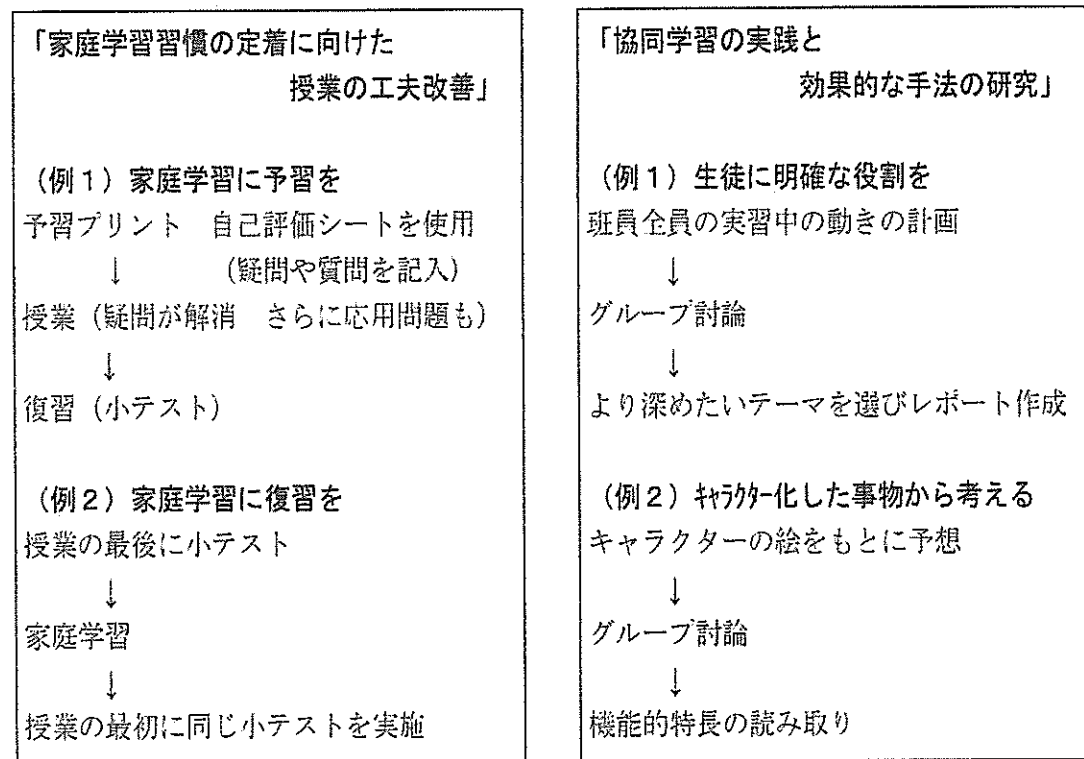 「家庭学習習慣の定着に向けた
授業の工夫改善」
（例１）家庭学習に予習を
予習プリント　自己評価シートを使用
↓　（疑問や質問を記入）
授業（疑問が解消　さらに応用問題も）
↓
復習（小テスト）
（例２）家庭学習に復習を
授業の最後に小テスト
↓
家庭学習
↓
授業の最初に同じ小テストを実施
「協同学習の実践と
効果的な手法の研究」
（例１）生徒に明確な役割を
班員全員の実習中の動きの計画
↓
グループ討論
↓
より深めたいテーマを選びレポート作成
（例２）ｷｬﾗｸﾀｰ化した事物から考える
キャラクターの絵をもとに予想
↓
グループ討論
↓
機能的特長の読み取り